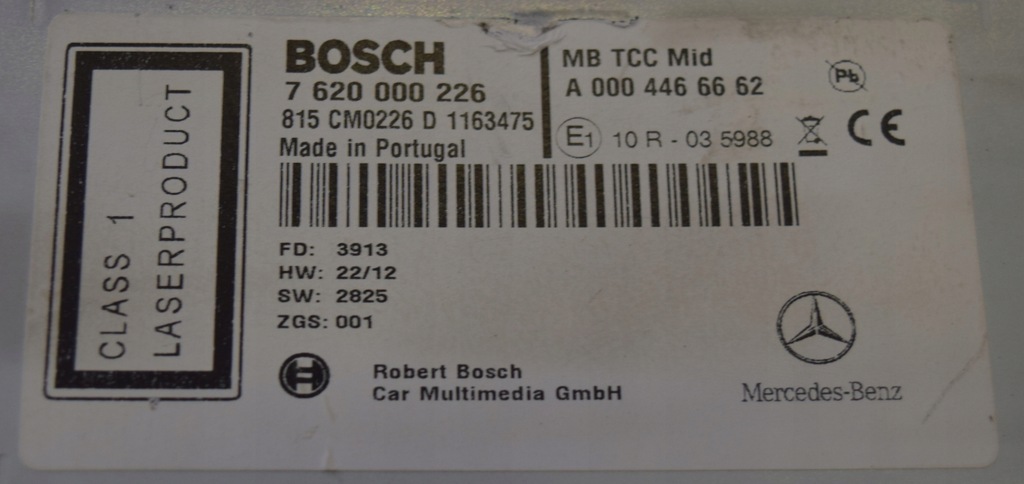 CLASS 1
LASERPRODUCT
BOSCH
7 620 000 226
815 CM0226 D 1163475
Made in Portugal
MB TCC Mid
A 000 446 66 62
Pb
E1 10 R - 03 5988
CE
FD: 3913
HW: 22/12
SW: 2825
ZGS: 001
Robert Bosch
Car Multimedia GmbH
Mercedes-Benz